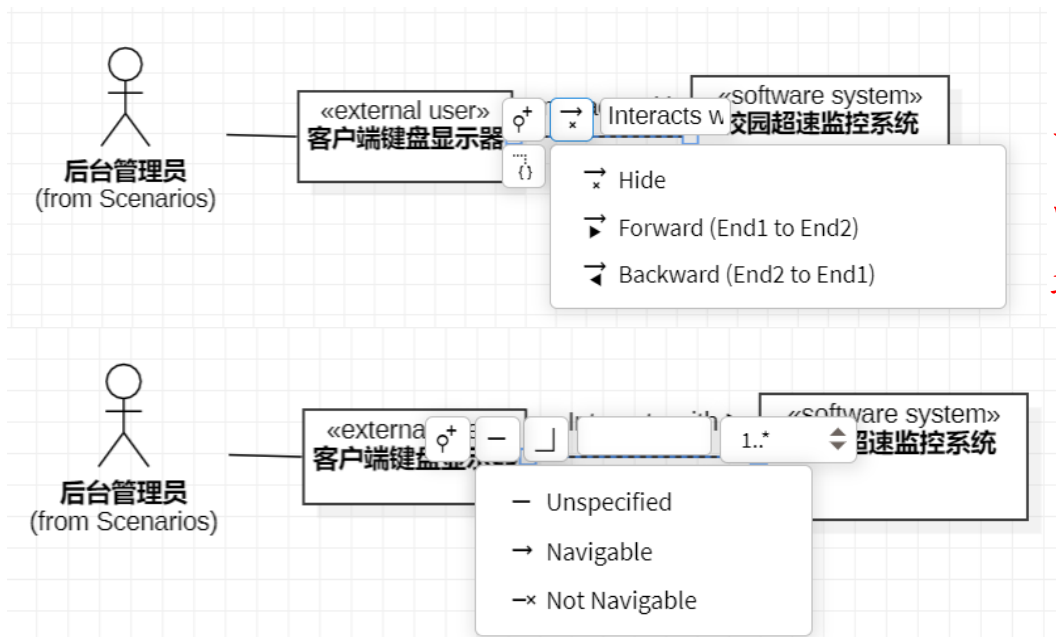 «external user»
客户端键盘显示器
Interacts w
«software system»
校园超速监控系统
后台管理员
(from Scenarios)
{}
Hide
Forward (End1 to End2)
Backward (End2 to End1)
«externa
客户端键盘显示器
1..*
«software system»
超速监控系统
后台管理员
(from Scenarios)
Unspecified
Navigable
Not Navigable